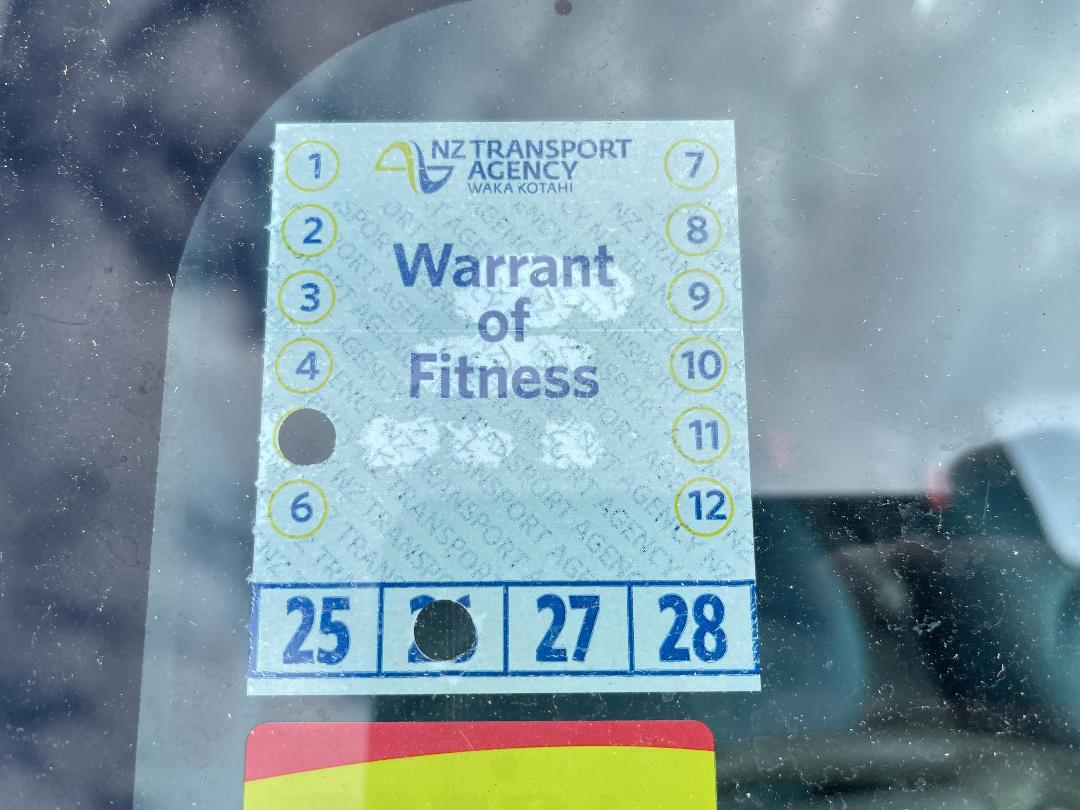 NZ TRANSPORT
AGENCY
WAKA KOTAHI
1
7
2
8
3
9
4
10
11
6
12
Warrant
of
Fitness
25
27
28